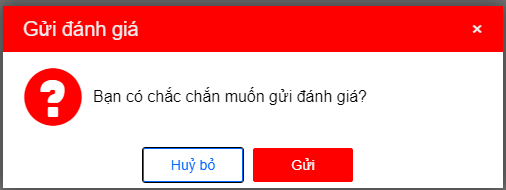 Gửi đánh giá
Bạn có chắc chắn muốn gửi đánh giá?
Huỷ bỏ
Gửi